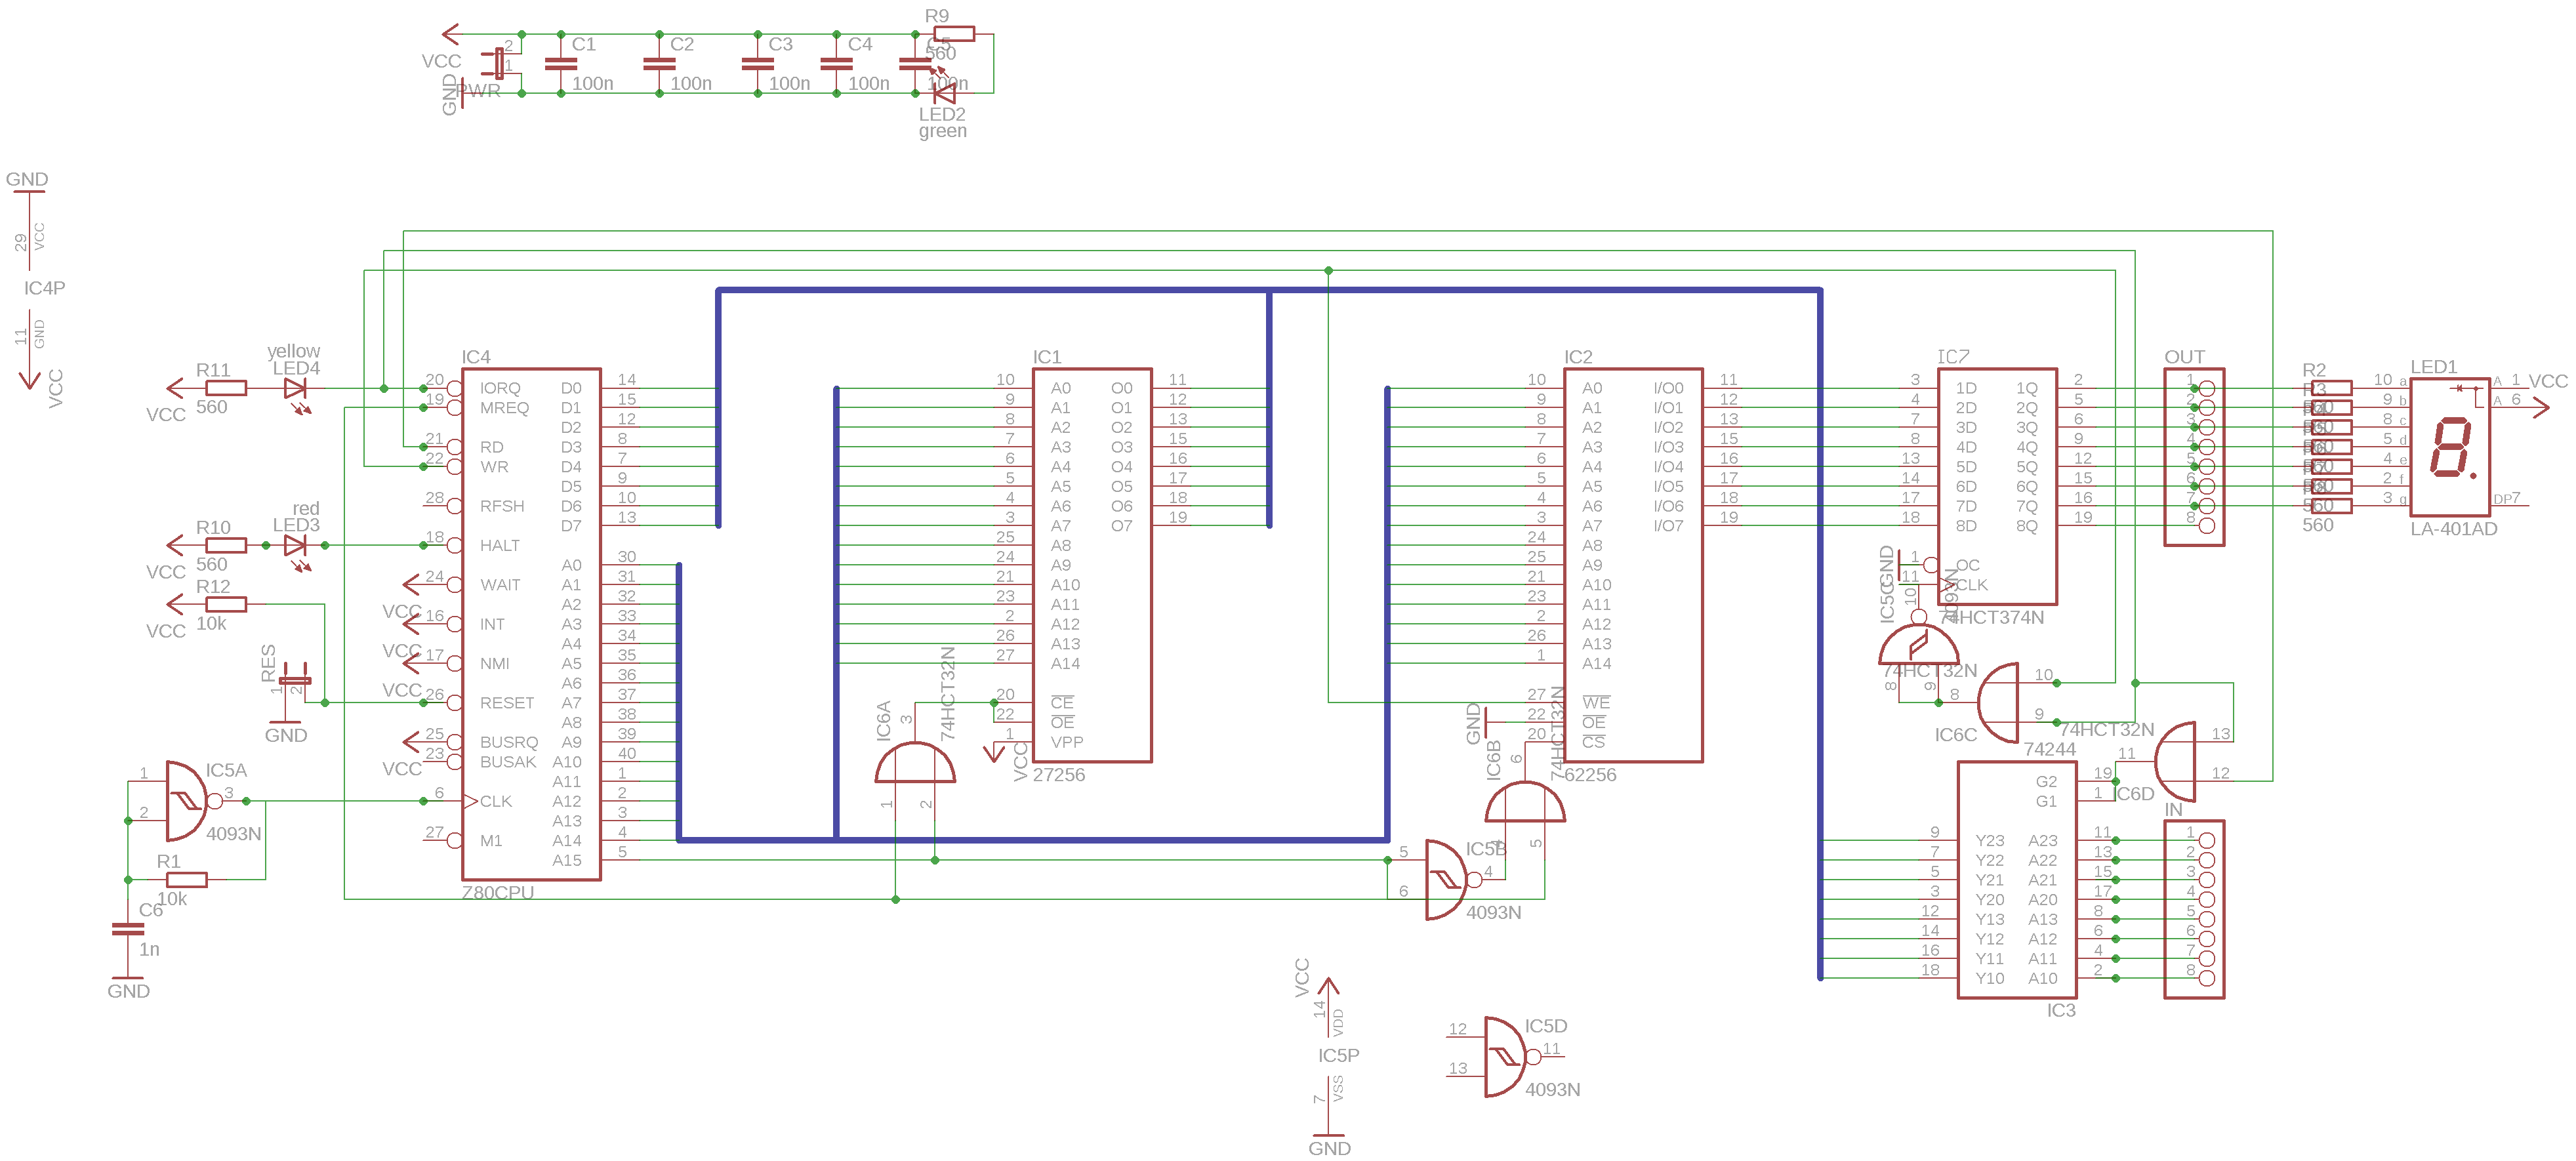 R9
VCC
2
1
C1
C2
C3
C4
C5
560
GND
PWR
100n
100n
100n
100n
100n
LED2
green
GND
29
VCC
IC4P
11
GND
VCC
R11
VCC
560
yellow
LED4
R10
VCC
560
red
LED3
R12
VCC
10k
RES
1
2
GND
IC5A
1
2
3
4093N
R1
10k
C6
1n
GND
IC4
20 IORQ D0 14
19 MREQ D1 15
D2 12
21 RD D3 8
22 WR D4 7
D5 9
28 RFSH D6 10
D7 13
18 HALT
A0 30
24 WAIT A1 31
A2 32
VCC
16 INT A3 33
A4 34
VCC
17 NMI A5 35
A6 36
VCC
26 RESET A7 37
A8 38
25 BUSRQ A9 39
VCC
23 BUSAK A10 40
A11 1
6 CLK A12 2
A13 3
27 M1 A14 4
A15 5
Z80CPU
IC1
10 A0 O0 11
9 A1 O1 12
8 A2 O2 13
7 A3 O3 15
6 A4 O4 16
5 A5 O5 17
4 A6 O6 18
3 A7 O7 19
25 A8
24 A9
21 A10
23 A11
2 A12
26 A13
27 A14
20 CE
22 OE
1 VPP
VCC
27256
IC6A
74HCT32N
3
1
2
IC2
10 A0 I/O0 11
9 A1 I/O1 12
8 A2 I/O2 13
7 A3 I/O3 15
6 A4 I/O4 16
5 A5 I/O5 17
4 A6 I/O6 18
3 A7 I/O7 19
24 A8
25 A9
21 A10
23 A11
2 A12
26 A13
1 A14
27 WE
22 OE
20 CS
GND
62256
IC6B
74HCT32N
6
4
5
IC5B
5
6
4
4093N
IC7
3 1D 1Q 2
4 2D 2Q 5
7 3D 3Q 6
8 4D 4Q 9
13 5D 5Q 12
14 6D 6Q 15
17 7D 7Q 16
18 8D 8Q 19
GND
1 OC
11 CLK
74HCT374N
IC5C
4093N
10
8
9
74HCT32N
IC6C
10
9
8
OUT
1
2
3
4
5
6
7
8
R2
R3
560
LED1
10 a
9 b
8 c
5 d
4 e
2 f
3 g
A 1
A 6
DP 7
VCC
LA-401AD
74HCT32N
IC6D
13
12
11
74244
G2 19
G1 1
9 Y23 A23 11
7 Y22 A22 13
5 Y21 A21 15
3 Y20 A20 17
12 Y13 A13 8
14 Y12 A12 6
16 Y11 A11 4
18 Y10 A10 2
IC3
IN
1
2
3
4
5
6
7
8
VCC
14
VDD
IC5P
7
VSS
GND
IC5D
12
13
11
4093N